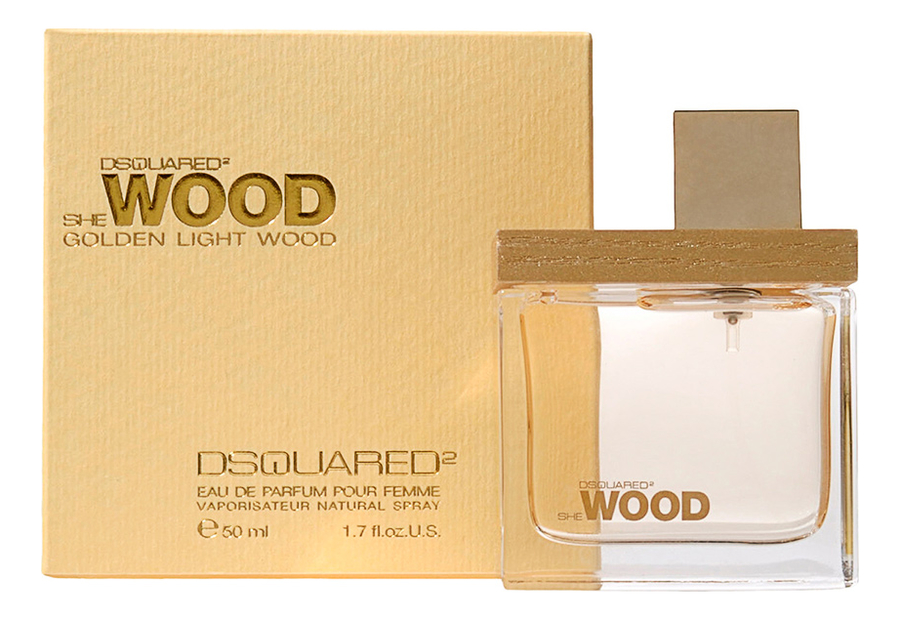 DSQUARED²
SHE WOOD
GOLDEN LIGHT WOOD
DSQUARED²
EAU DE PARFUM POUR FEMME
VAPORISATEUR NATURAL SPRAY
℮ 50 ml 1.7 fl.oz.U.S.
DSQUARED²
SHE WOOD